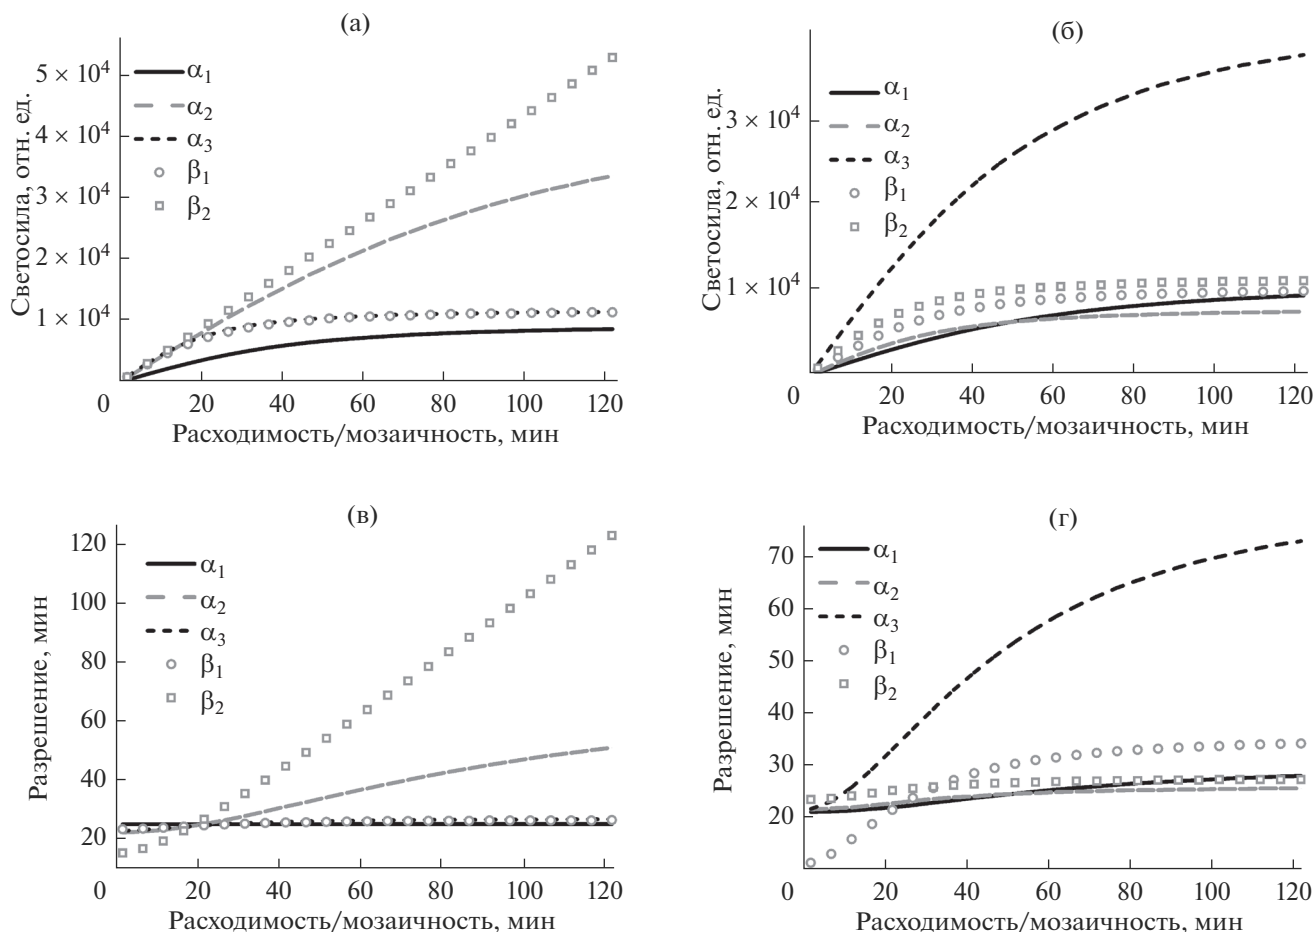 (а)
Светосила, отн. ед.
5 × 10⁴
4 × 10⁴
3 × 10⁴
2 × 10⁴
1 × 10⁴
α₁
α₂
α₃
β₁
β₂
0 20 40 60 80 100 120
Расходимость/мозаичность, мин
(б)
Светосила, отн. ед.
3 × 10⁴
2 × 10⁴
1 × 10⁴
α₁
α₂
α₃
β₁
β₂
0 20 40 60 80 100 120
Расходимость/мозаичность, мин
(в)
Разрешение, мин
120
100
80
60
40
20
α₁
α₂
α₃
β₁
β₂
0 20 40 60 80 100 120
Расходимость/мозаичность, мин
(г)
Разрешение, мин
70
60
50
40
30
20
α₁
α₂
α₃
β₁
β₂
0 20 40 60 80 100 120
Расходимость/мозаичность, мин